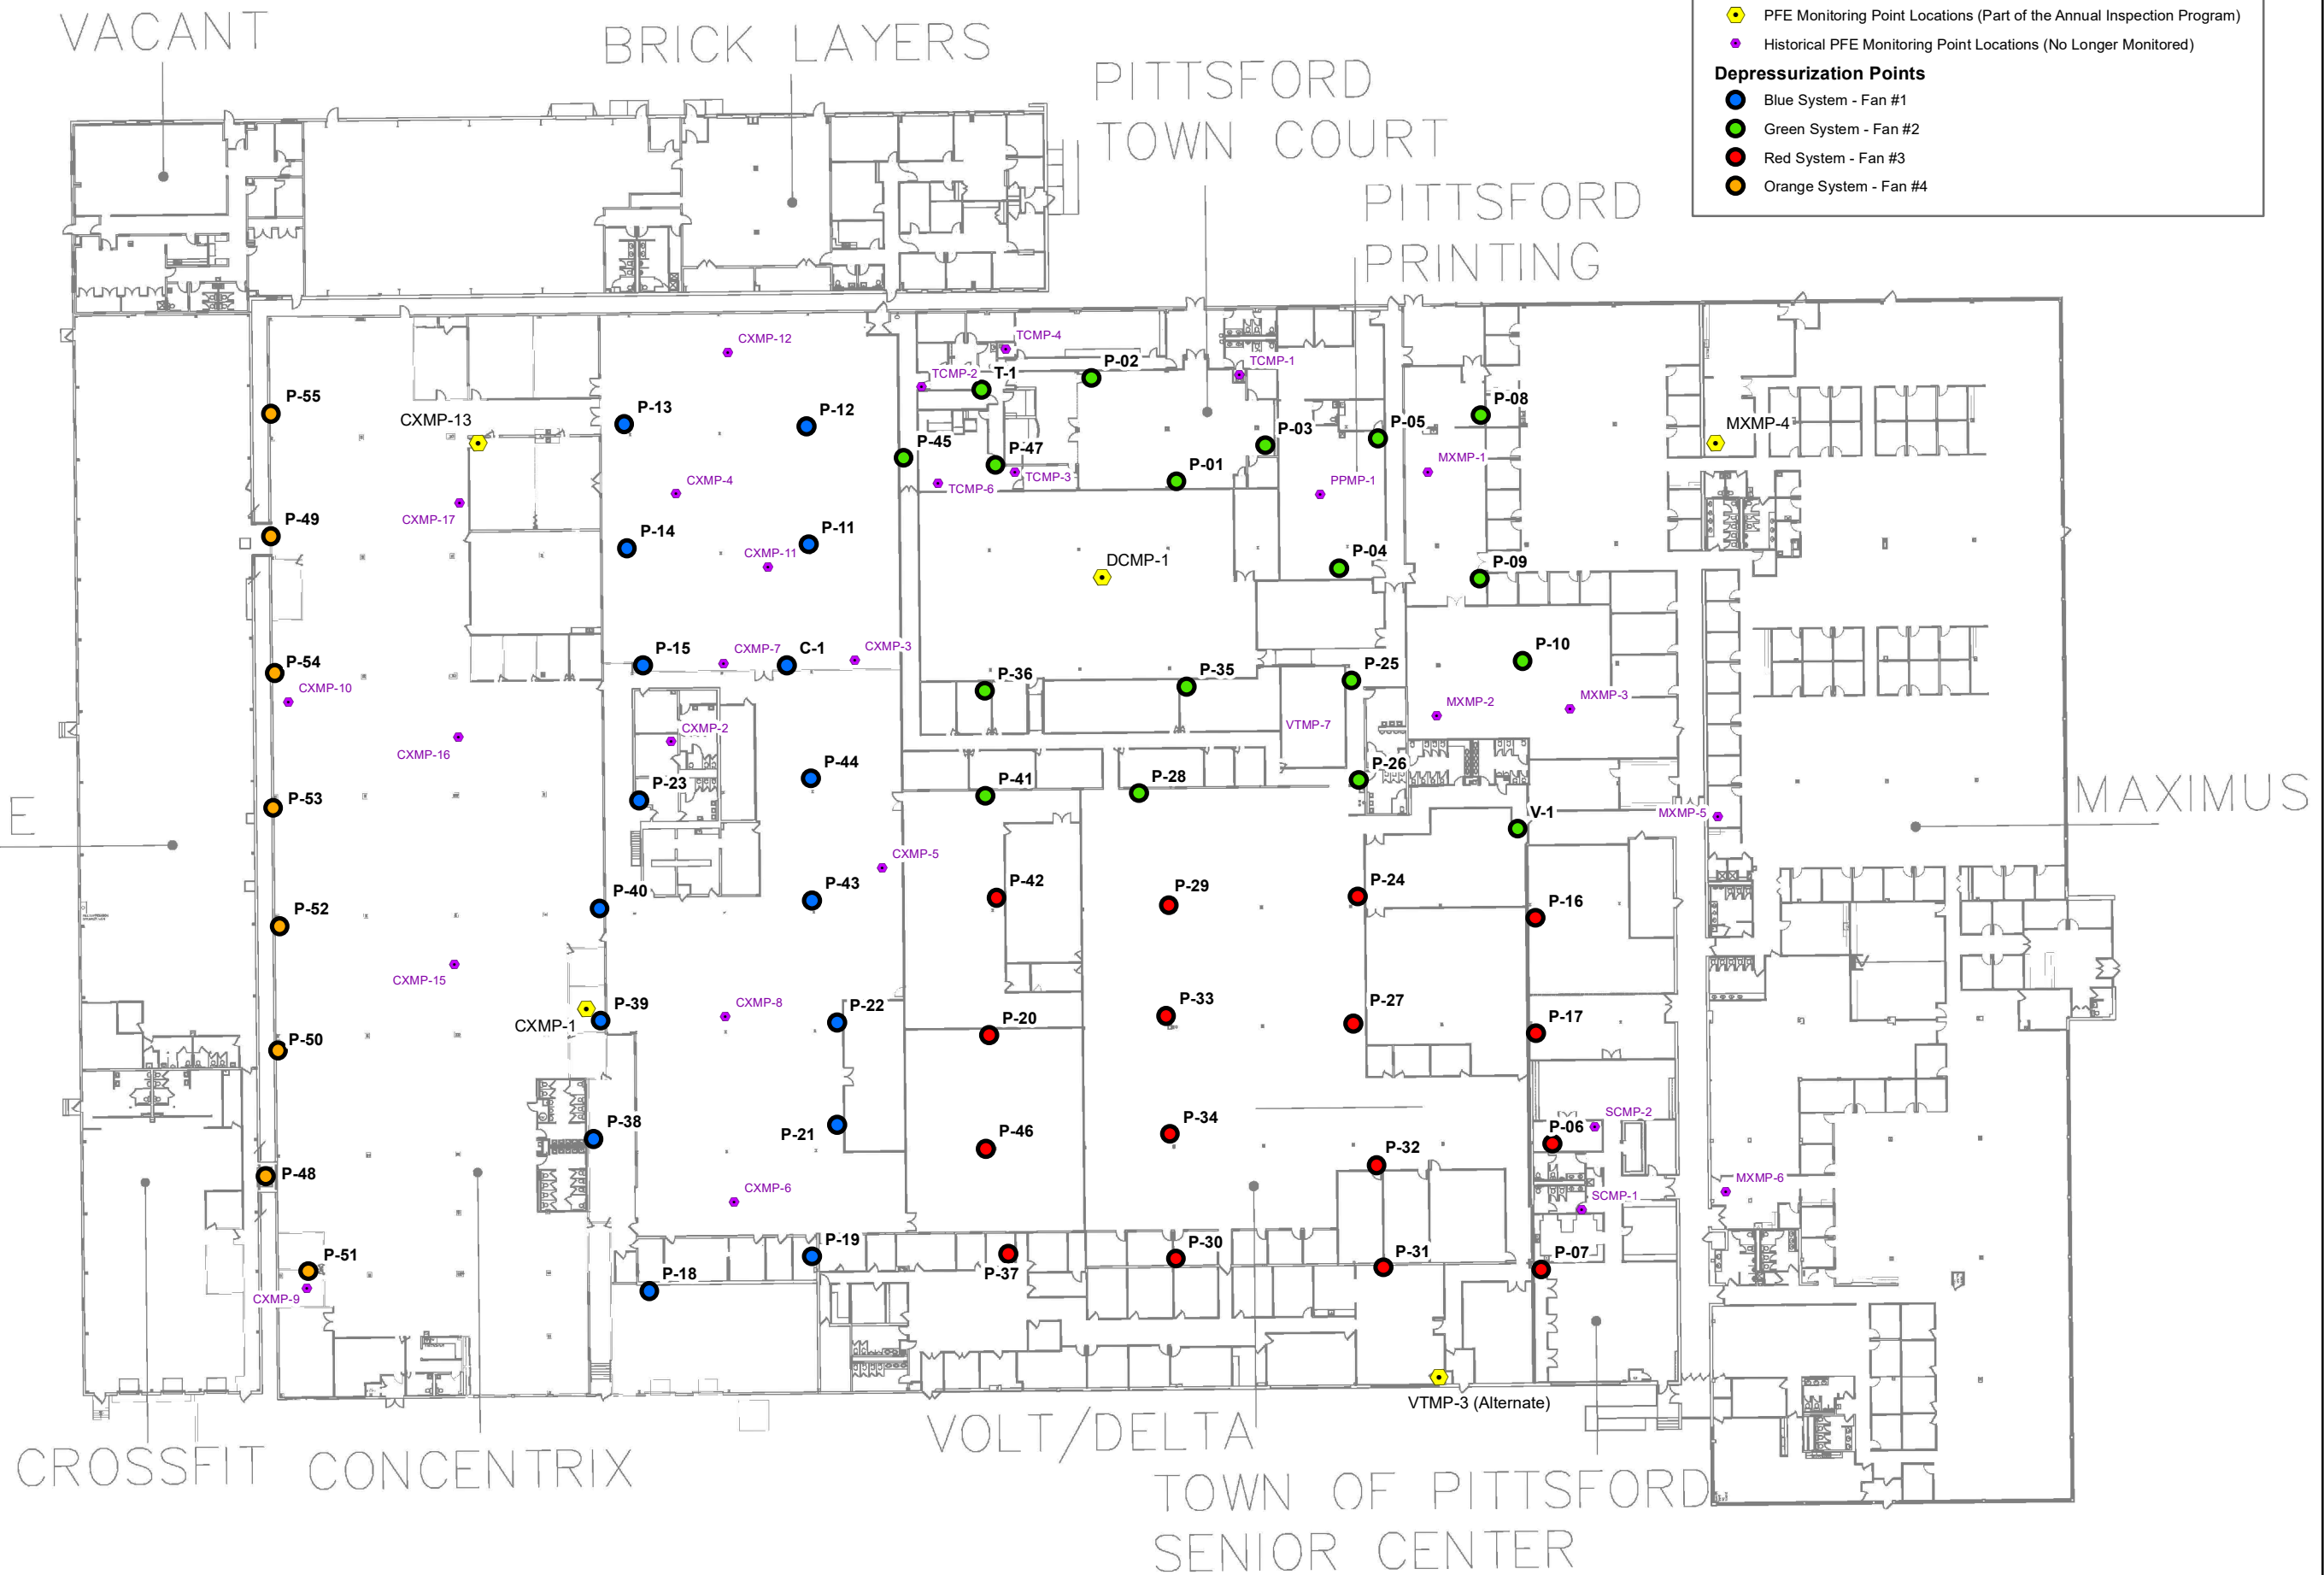 PFE Monitoring Point Locations (Part of the Annual Inspection Program)
Historical PFE Monitoring Point Locations (No Longer Monitored)
Depressurization Points
Blue System - Fan #1
Green System - Fan #2
Red System - Fan #3
Orange System - Fan #4
VACANT
BRICK LAYERS
PITTSFORD
TOWN COURT
PITTSFORD
PRINTING
CXMP-12
TCMP-4
TCMP-1
TCMP-2
T-1
P-02
P-55
CXMP-13
P-13
P-12
P-45
P-47
P-03
P-05
P-08
MXMP-4
CXMP-4
TCMP-6
TCMP-3
P-01
PPMP-1
MXMP-1
CXMP-17
P-49
P-14
P-11
CXMP-11
DCMP-1
P-04
P-09
P-54
CXMP-10
P-15
CXMP-7
C-1
CXMP-3
P-36
P-35
P-25
P-10
MXMP-2
MXMP-3
CXMP-16
CXMP-2
VTMP-7
P-53
P-23
P-44
P-41
P-28
P-26
V-1
MXMP-5
MAXIMUS
E
CXMP-5
P-52
P-40
P-43
P-42
P-29
P-24
P-16
CXMP-15
CXMP-1
P-39
CXMP-8
P-22
P-20
P-33
P-27
P-17
P-50
P-38
P-21
P-46
P-34
P-32
P-06
SCMP-2
P-48
CXMP-6
SCMP-1
MXMP-6
P-51
CXMP-9
P-18
P-19
P-37
P-30
P-31
P-07
VTMP-3 (Alternate)
CROSSFIT
CONCENTRIX
VOLT/DELTA
TOWN OF PITTSFORD
SENIOR CENTER